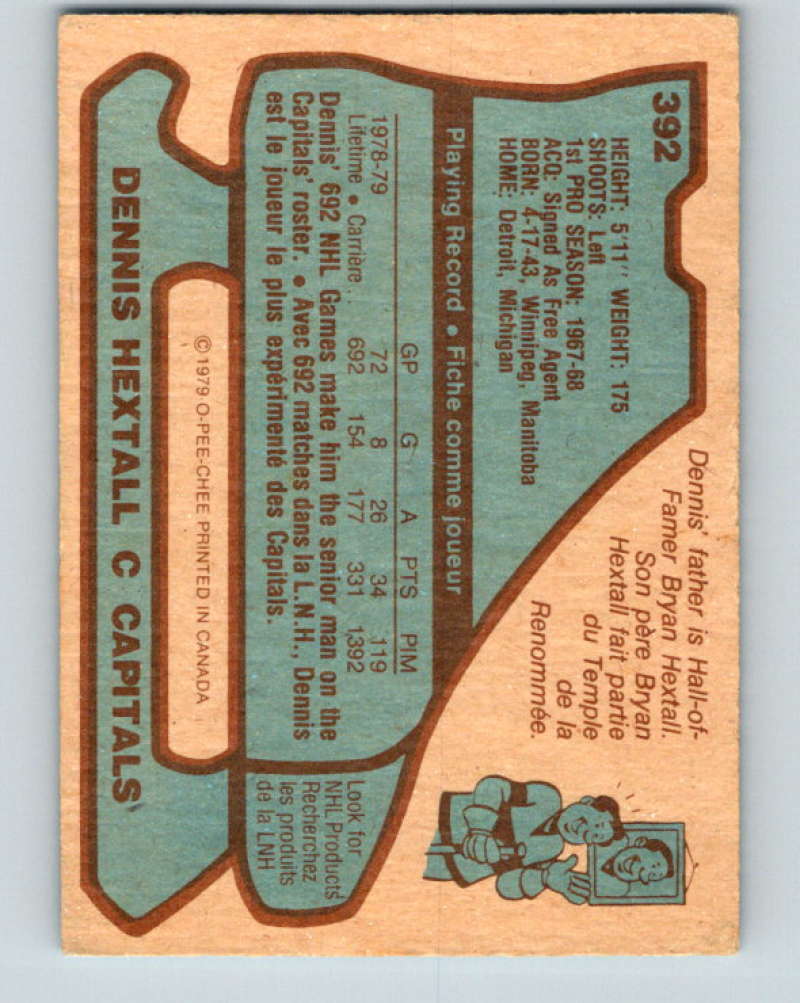 392
HEIGHT: 5'11" WEIGHT: 175
SHOOTS: Left
1st PRO SEASON: 1967-68
ACQ: Signed As Free Agent
BORN: 4-17-43, Winnipeg, Manitoba
HOME: Detroit, Michigan
Dennis' father is Hall-of-
Famer Bryan Hextall.
Son père Bryan
Hextall fait partie
du Temple
de la
Renommée.
Playing Record • Fiche comme joueur
GP G A PTS PIM
1978-79 72 8 26 34 119
Lifetime • Carrière . 692 154 177 331 1,392
Dennis' 692 NHL Games make him the senior man on the
Capitals' roster. • Avec 692 matches dans la L.N.H., Dennis
est le joueur le plus expérimenté des Capitals.
Look for
NHL Products
Recherchez
les produits
de la LNH
©1979 O-PEE-CHEE PRINTED IN CANADA
DENNIS HEXTALL C CAPITALS